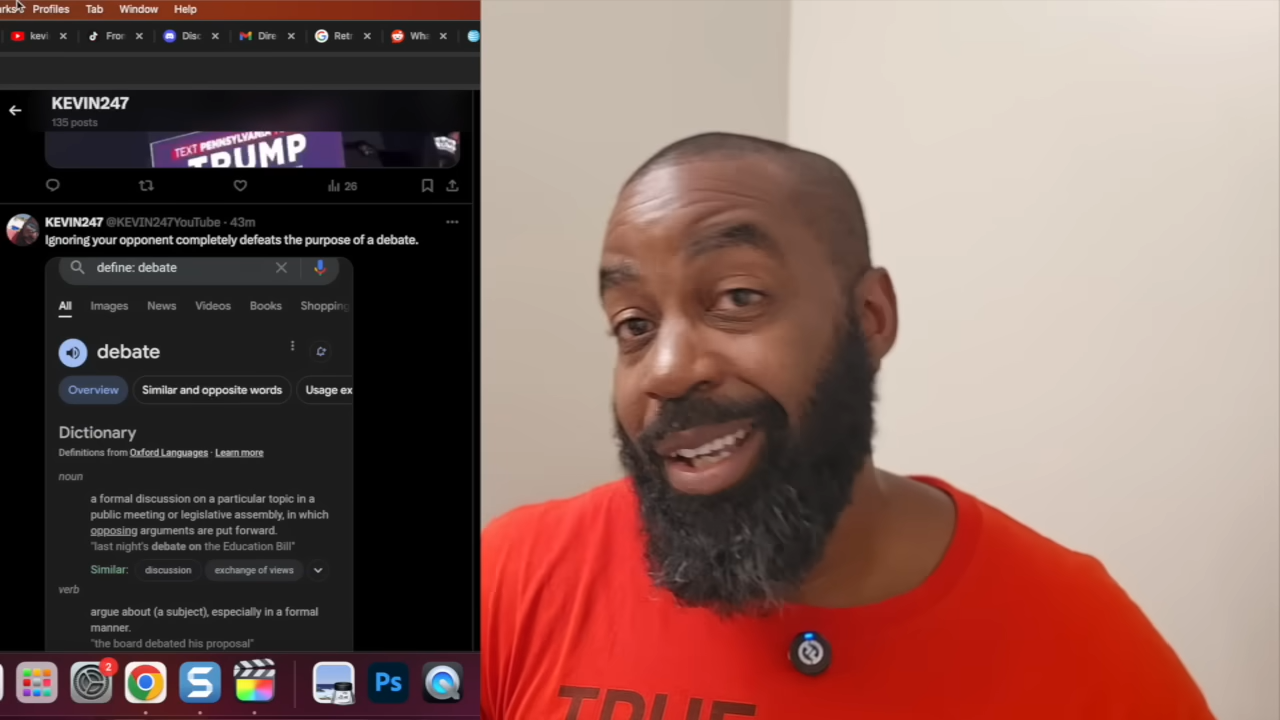 Profiles Tab Window Help
kevi Fror Disc Dire Retr Wha
KEVIN247
135 posts
TEXT PENNSYLVANIA
TRUMP
26
KEVIN247 @KEVIN247YouTube · 43m
Ignoring your opponent completely defeats the purpose of a debate.
define: debate
All Images News Videos Books Shopping
debate
Overview Similar and opposite words Usage ex
Dictionary
Definitions from Oxford Languages · Learn more
noun
a formal discussion on a particular topic in a
public meeting or legislative assembly, in which
opposing arguments are put forward.
"last night's debate on the Education Bill"
Similar: discussion exchange of views
verb
argue about (a subject), especially in a formal
manner.
"the board debated his proposal"
2
S
Ps
TRUE